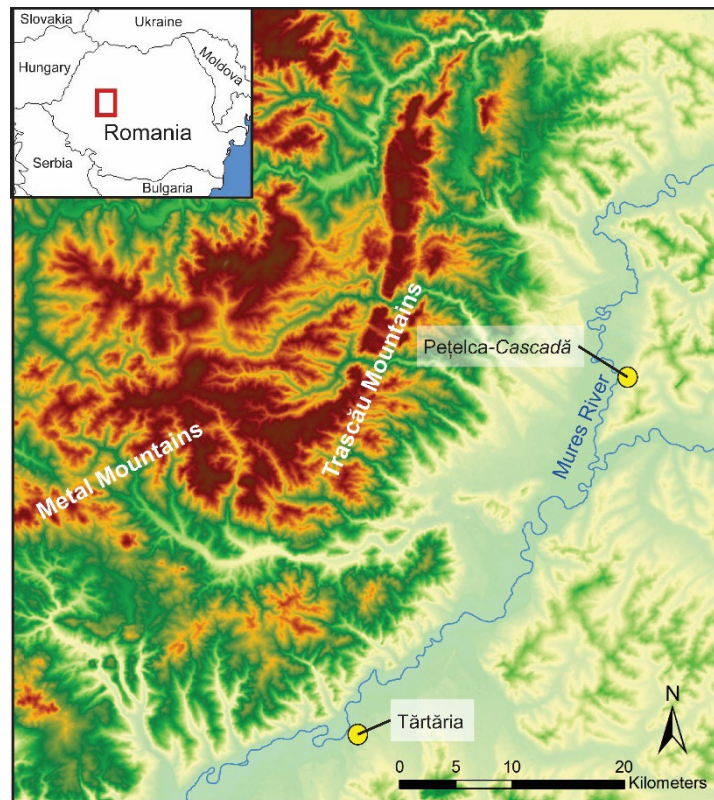 Slovakia
Ukraine
Hungary
Moldova
Romania
Serbia
Bulgaria
Pețelca-Cascadă
Trascău Mountains
Mures River
Metal Mountains
Tărtăria
N
0 5 10 20
Kilometers